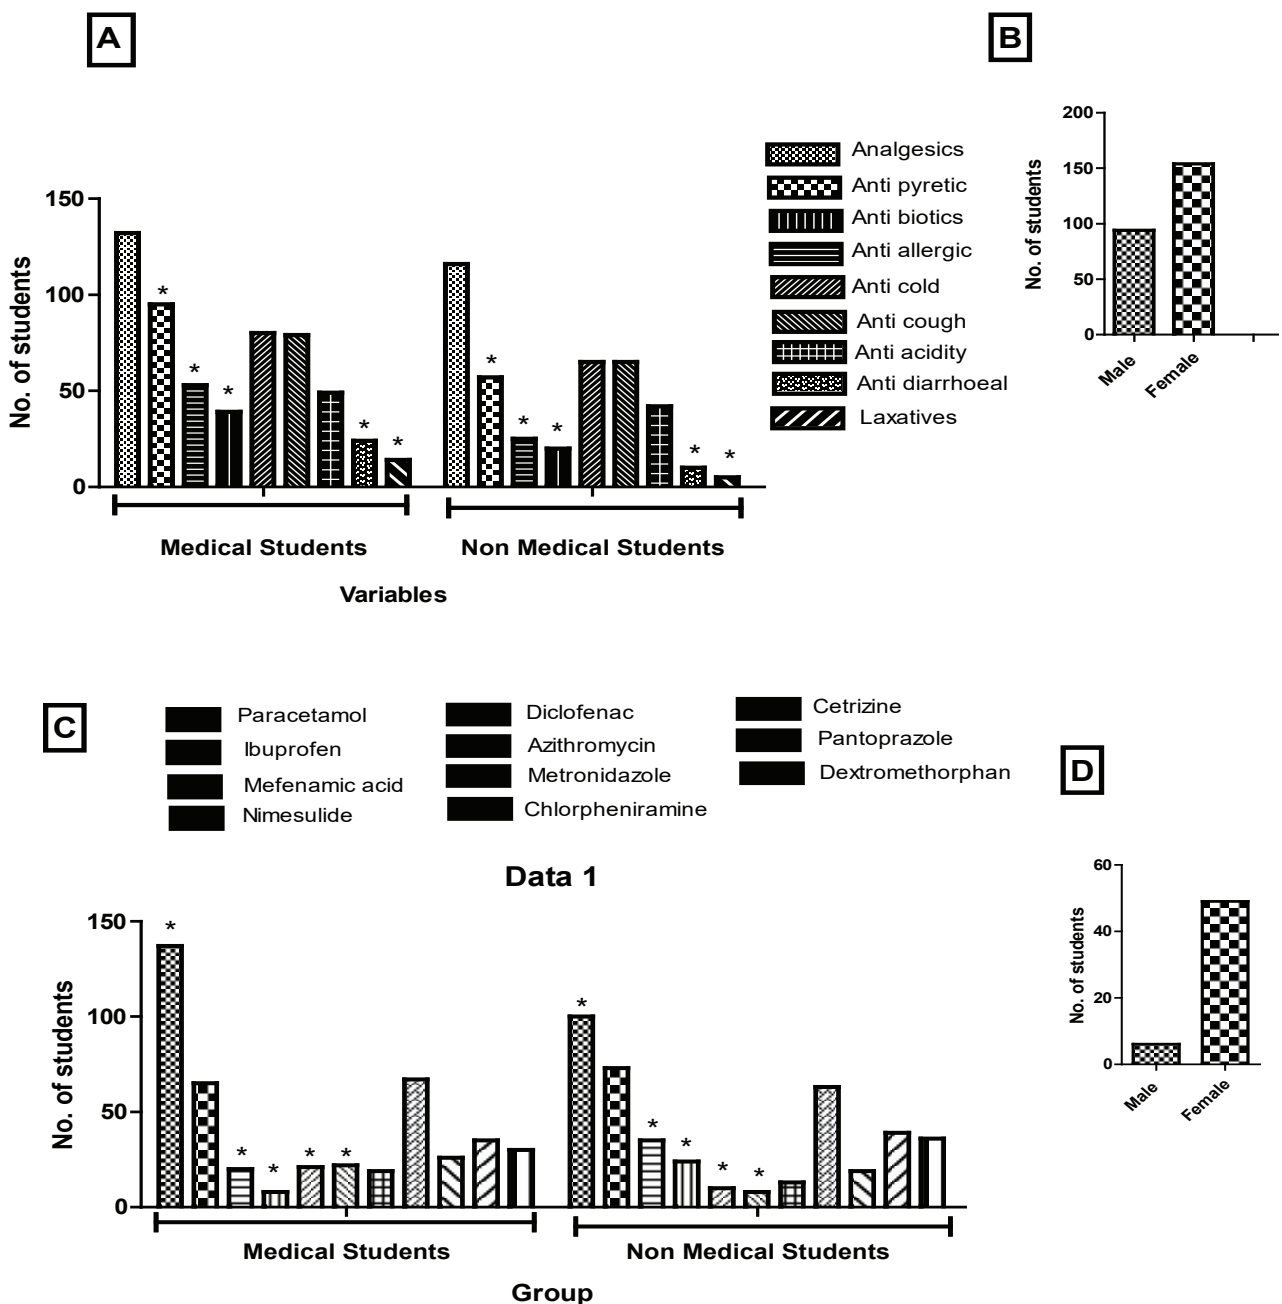 A
No. of students
150
100
50
0
* * * * * *
* * * * *
Medical Students
Non Medical Students
Variables
Analgesics
Anti pyretic
Anti biotics
Anti allergic
Anti cold
Anti cough
Anti acidity
Anti diarrhoeal
Laxatives
B
No. of students
200
150
100
50
0
Male
Female
C
Paracetamol
Ibuprofen
Mefenamic acid
Nimesulide
Diclofenac
Azithromycin
Metronidazole
Chlorpheniramine
Cetrizine
Pantoprazole
Dextromethorphan
Data 1
No. of students
150
100
50
0
* * * * *
* * * * *
Medical Students
Non Medical Students
Group
D
No. of students
60
40
20
0
Male
Female